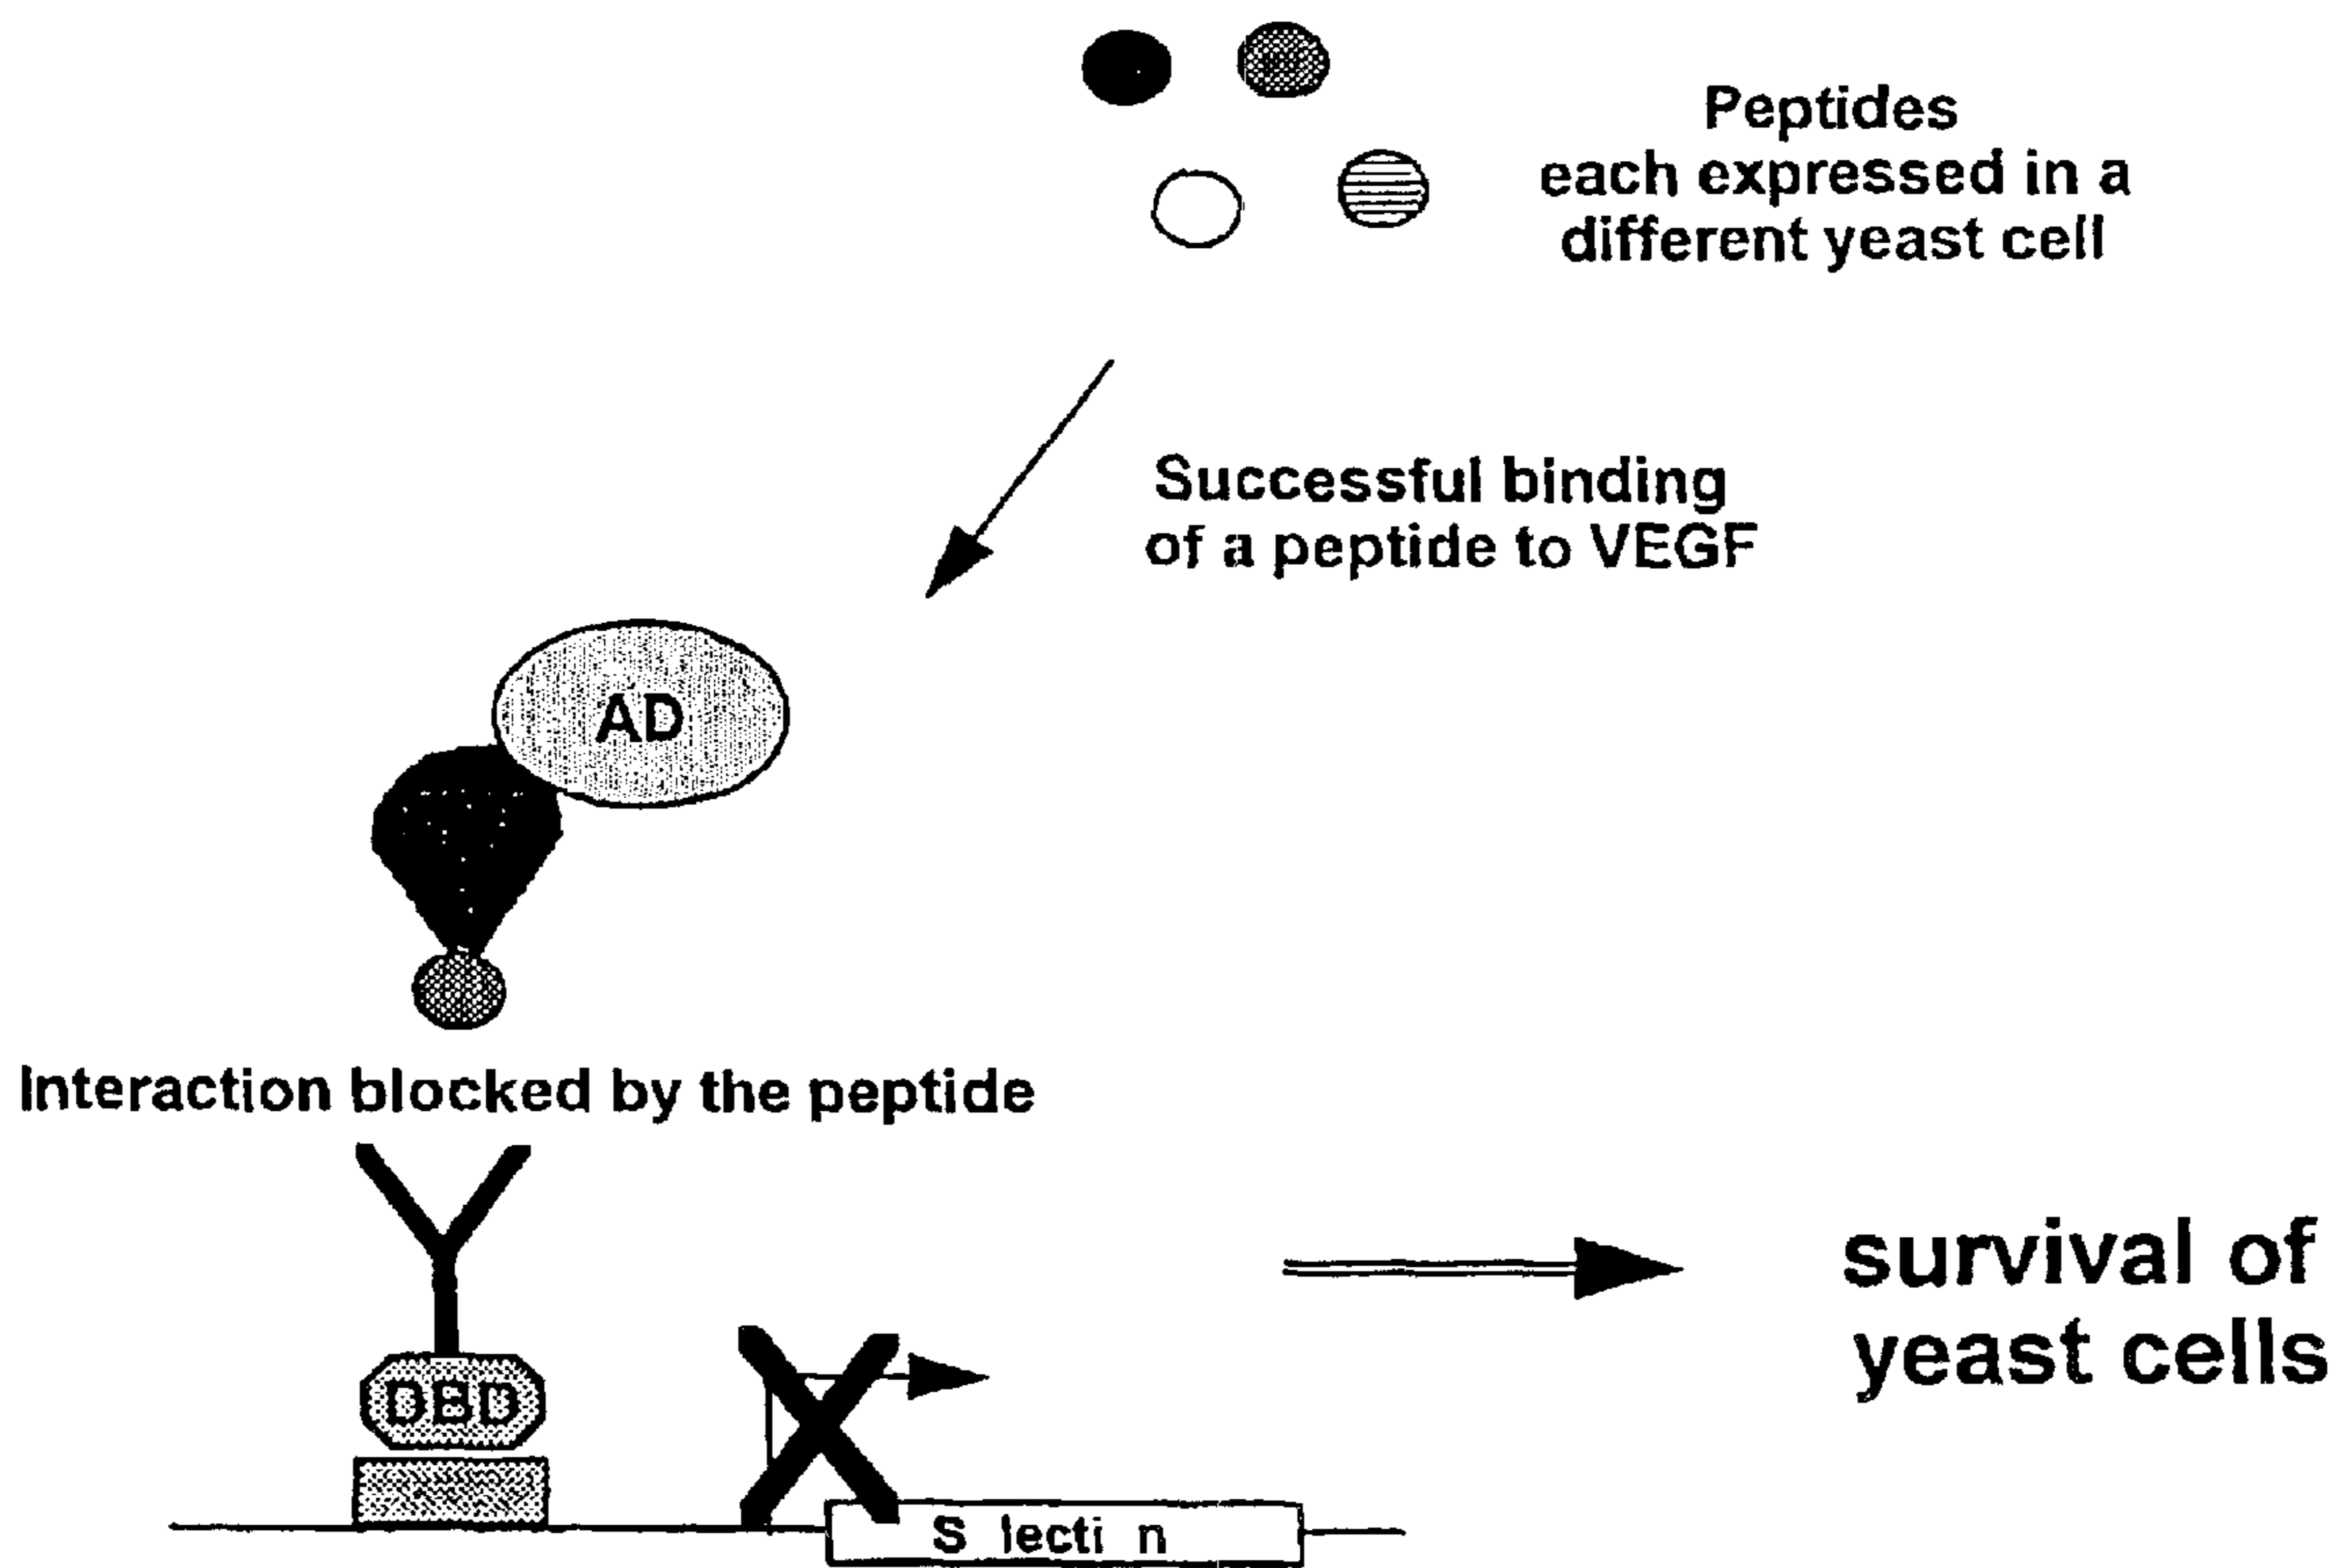 Peptides
each expressed in a
different yeast cell
Successful binding
of a peptide to VEGF
AD
Interaction blocked by the peptide
survival of
yeast cells
DBD
S lecti n